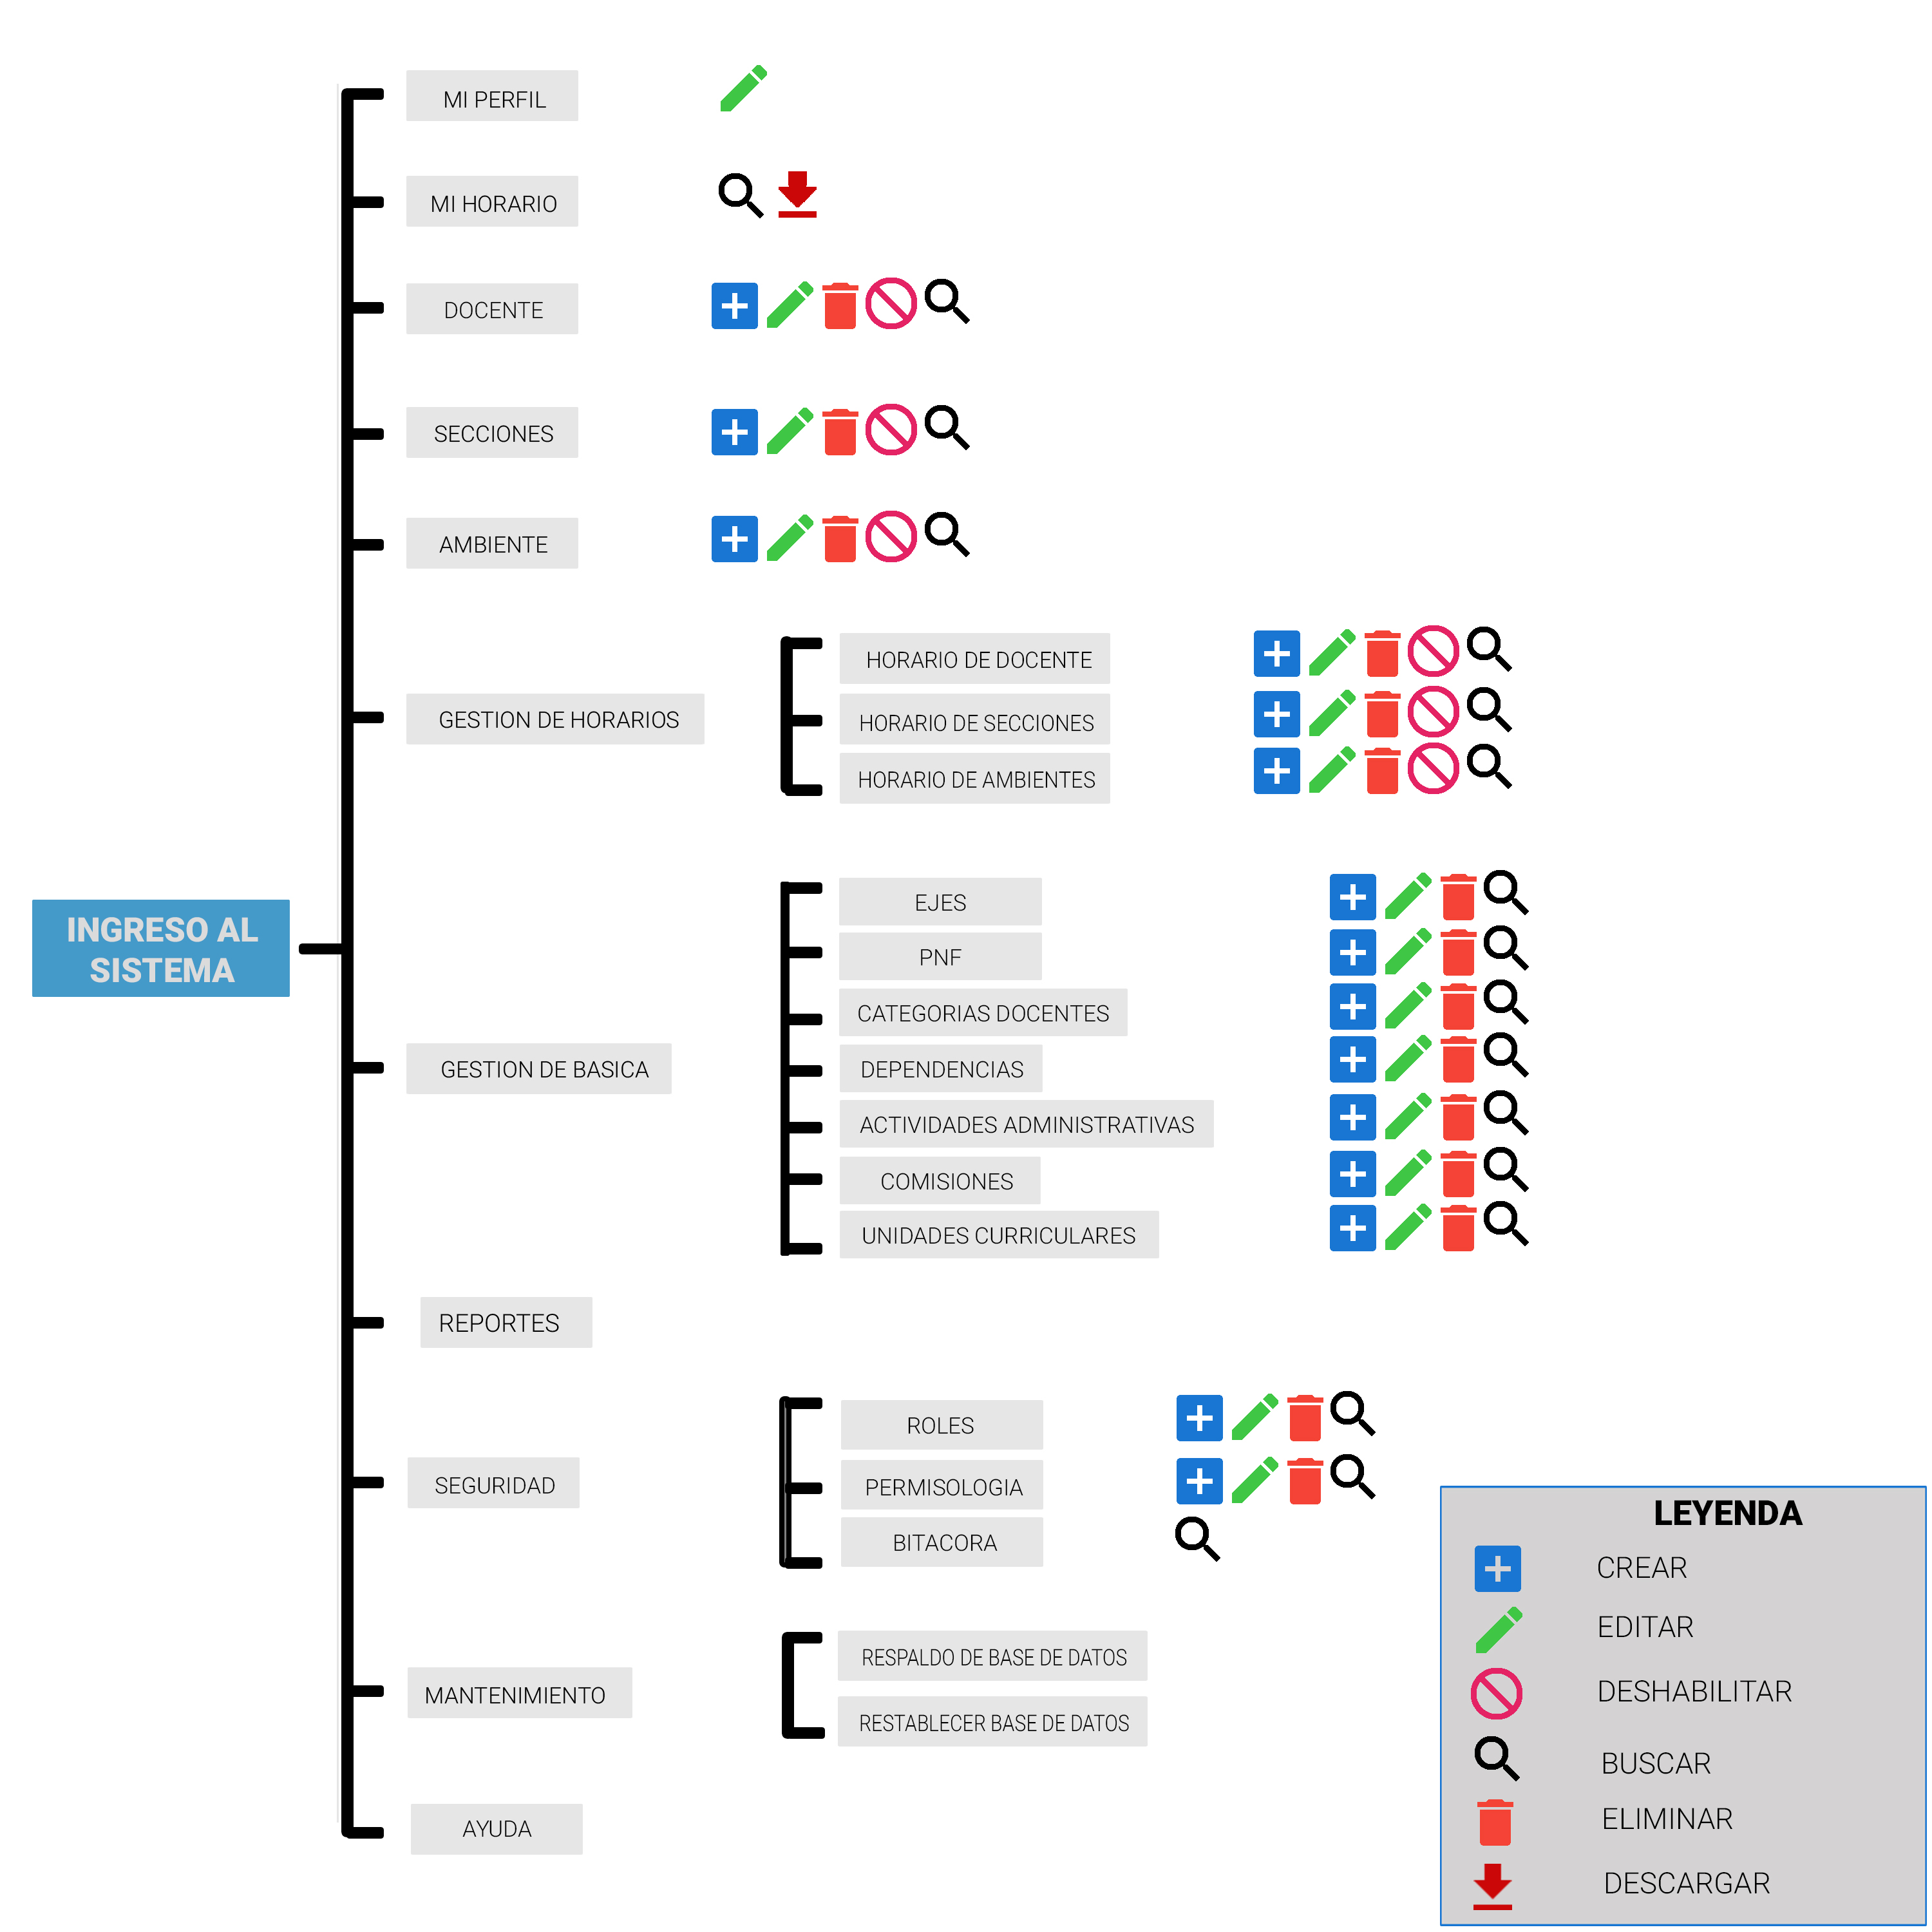 MI PERFIL
MI HORARIO
DOCENTE
SECCIONES
AMBIENTE
GESTION DE HORARIOS
HORARIO DE DOCENTE
HORARIO DE SECCIONES
HORARIO DE AMBIENTES
INGRESO AL
SISTEMA
GESTION DE BASICA
EJES
PNF
CATEGORIAS DOCENTES
DEPENDENCIAS
ACTIVIDADES ADMINISTRATIVAS
COMISIONES
UNIDADES CURRICULARES
REPORTES
SEGURIDAD
ROLES
PERMISOLOGIA
BITACORA
MANTENIMIENTO
RESPALDO DE BASE DE DATOS
RESTABLECER BASE DE DATOS
AYUDA
LEYENDA
CREAR
EDITAR
DESHABILITAR
BUSCAR
ELIMINAR
DESCARGAR